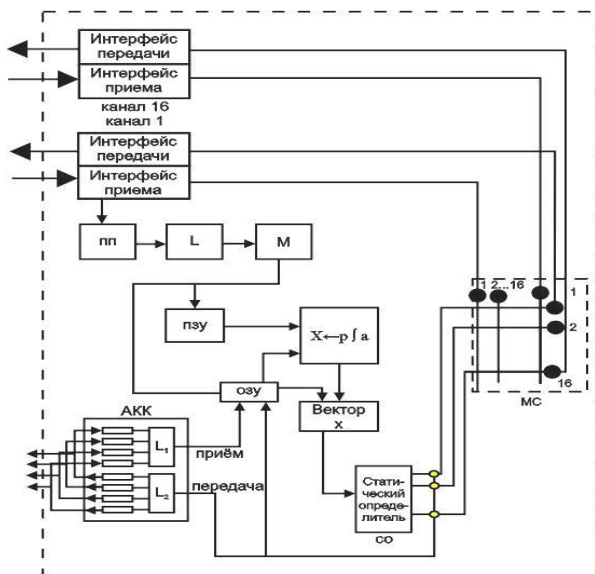 Интерфейс
передачи
Интерфейс
приема
канал 16
канал 1
Интерфейс
передачи
Интерфейс
приема
пп
L
M
пзу
X←p ∫ a
озу
Вектор
x
АКК
L₁
приём
L₂
передача
Стати-
ческий
опреде-
литель
со
1 2...16
1
2
16
МС